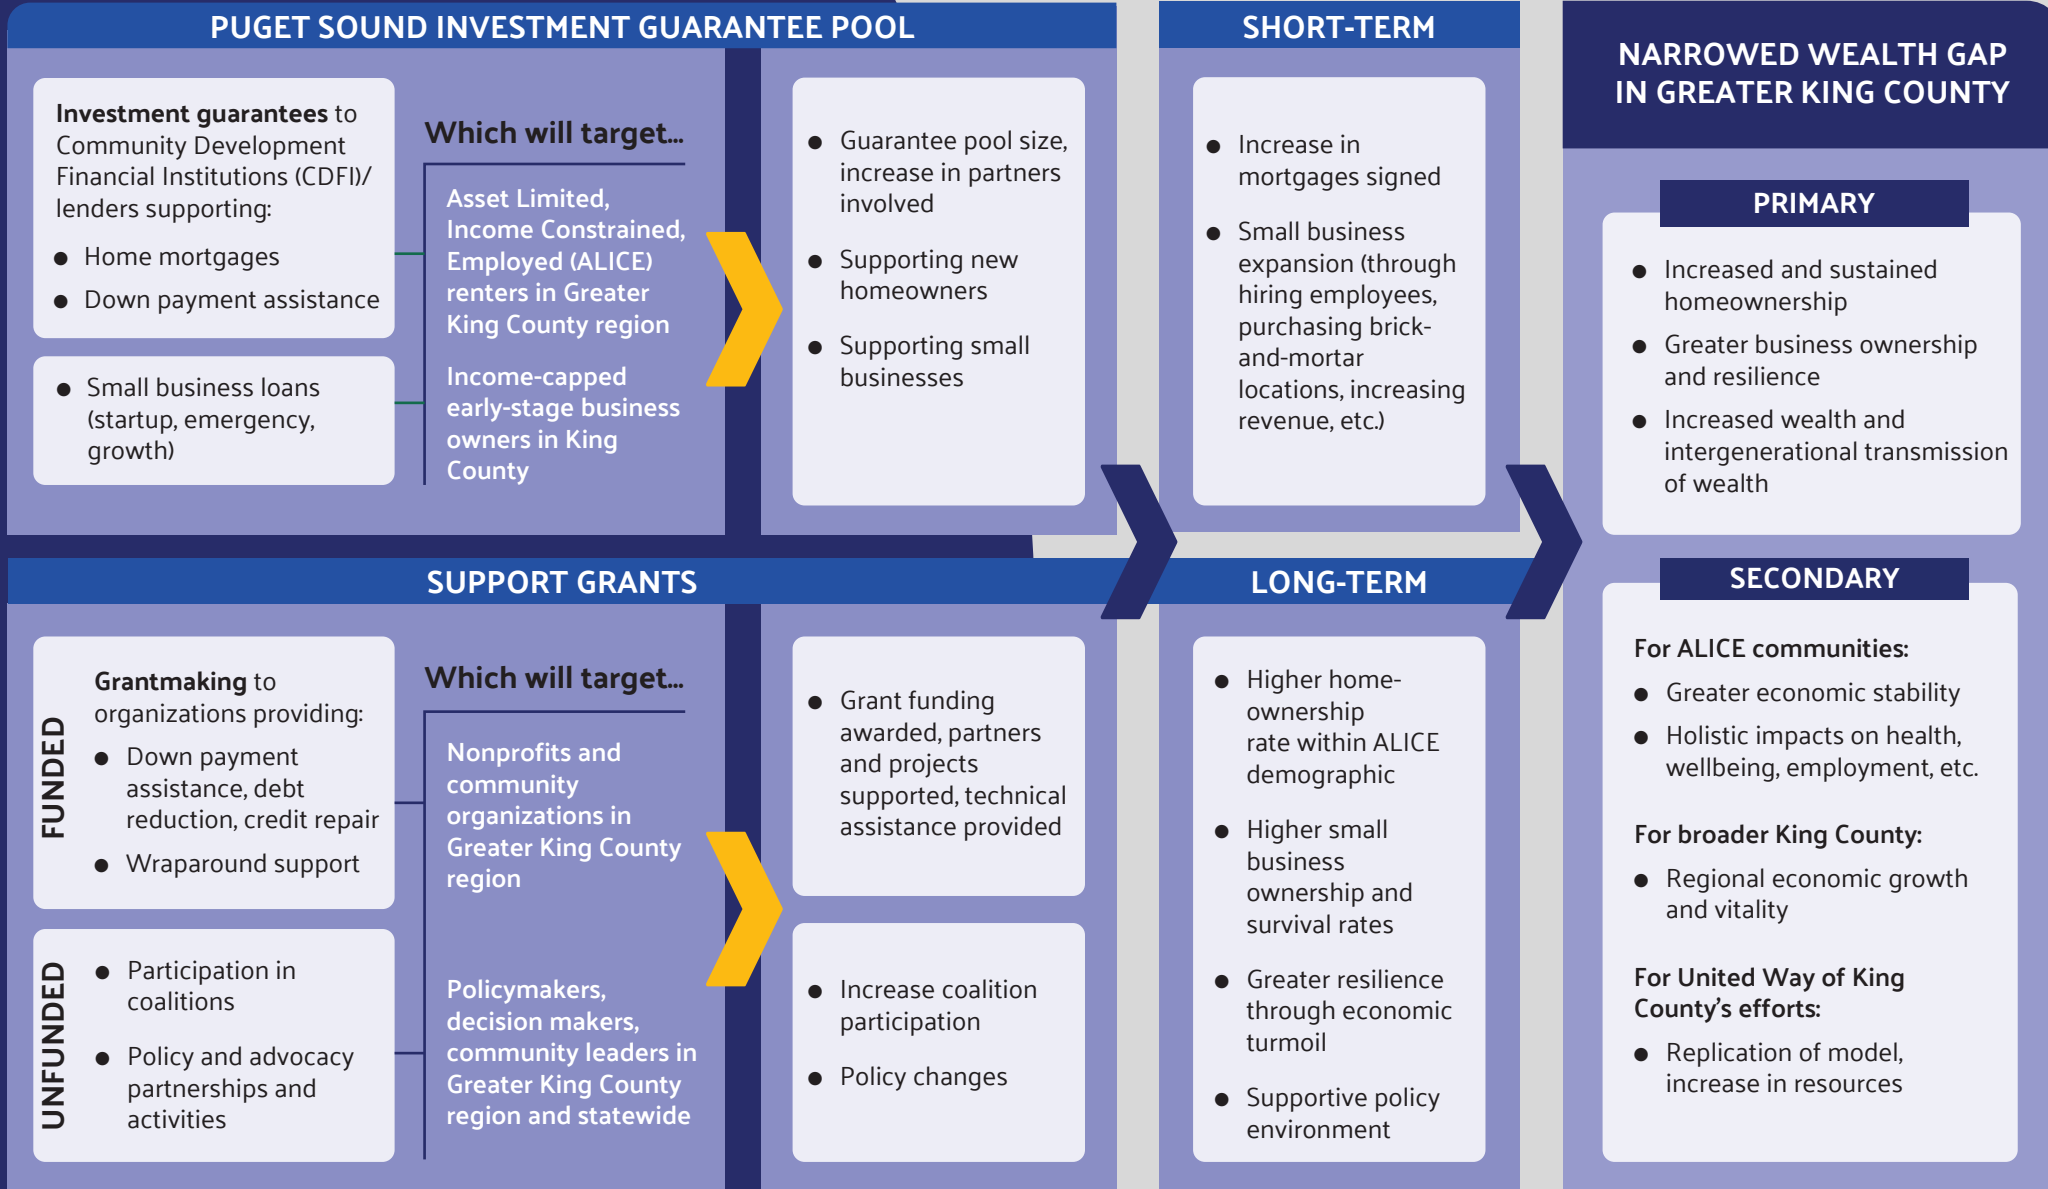 PUGET SOUND INVESTMENT GUARANTEE POOL
Investment guarantees to
Community Development
Financial Institutions (CDFI)/
lenders supporting:
● Home mortgages
● Down payment assistance
● Small business loans
(startup, emergency,
growth)
Which will target...
Asset Limited,
Income Constrained,
Employed (ALICE)
renters in Greater
King County region
Income-capped
early-stage business
owners in King
County
● Guarantee pool size,
increase in partners
involved
● Supporting new
homeowners
● Supporting small
businesses
SUPPORT GRANTS
FUNDED
Grantmaking to
organizations providing:
● Down payment
assistance, debt
reduction, credit repair
● Wraparound support
UNFUNDED
● Participation in
coalitions
● Policy and advocacy
partnerships and
activities
Which will target...
Nonprofits and
community
organizations in
Greater King County
region
Policymakers,
decision makers,
community leaders in
Greater King County
region and statewide
● Grant funding
awarded, partners
and projects
supported, technical
assistance provided
● Increase coalition
participation
● Policy changes
SHORT-TERM
● Increase in
mortgages signed
● Small business
expansion (through
hiring employees,
purchasing brick-
and-mortar
locations, increasing
revenue, etc.)
LONG-TERM
● Higher home-
ownership
rate within ALICE
demographic
● Higher small
business
ownership and
survival rates
● Greater resilience
through economic
turmoil
● Supportive policy
environment
NARROWED WEALTH GAP
IN GREATER KING COUNTY
PRIMARY
● Increased and sustained
homeownership
● Greater business ownership
and resilience
● Increased wealth and
intergenerational transmission
of wealth
SECONDARY
For ALICE communities:
● Greater economic stability
● Holistic impacts on health,
wellbeing, employment, etc.
For broader King County:
● Regional economic growth
and vitality
For United Way of King
County’s efforts:
● Replication of model,
increase in resources